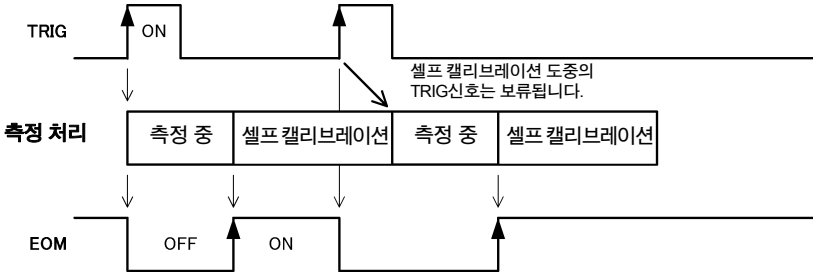 TRIG
ON
셀프 캘리브레이션 도중의
TRIG신호는 보류됩니다.
측정 처리
측정 중
셀프 캘리브레이션
측정 중
셀프 캘리브레이션
EOM
OFF
ON